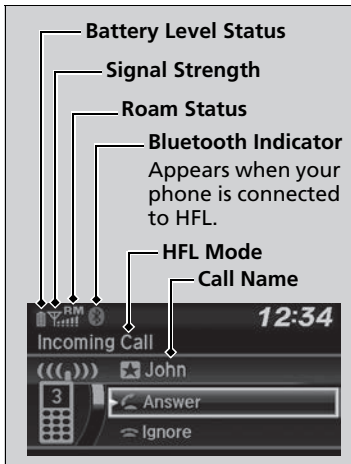 Battery Level Status
Signal Strength
Roam Status
Bluetooth Indicator
Appears when your
phone is connected
to HFL.
HFL Mode
Call Name
RM
12:34
Incoming Call
John
3
Answer
Ignore